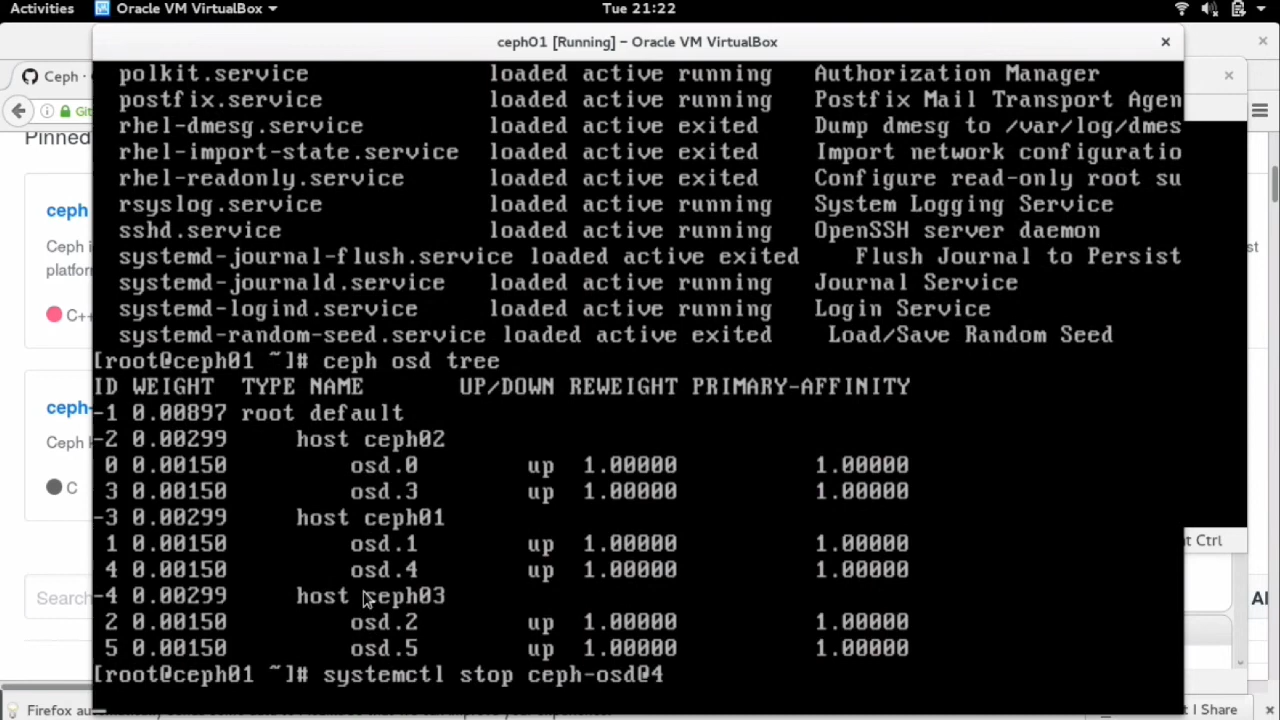 Activities Oracle VM VirtualBox Tue 21:22
ceph01 [Running] – Oracle VM VirtualBox
Ceph ·
Pinned
ceph
Ceph i
platforn
C++
ceph-
Ceph k
C
Search
polkit.service loaded active running Authorization Manager
postfix.service loaded active running Postfix Mail Transport Agen
rhel-dmesg.service loaded active exited Dump dmesg to /var/log/dmes
rhel-import-state.service loaded active exited Import network configuratio
rhel-readonly.service loaded active exited Configure read-only root su
rsyslog.service loaded active running System Logging Service
sshd.service loaded active running OpenSSH server daemon
systemd-journal-flush.service loaded active exited Flush Journal to Persist
systemd-journald.service loaded active running Journal Service
systemd-logind.service loaded active running Login Service
systemd-random-seed.service loaded active exited Load/Save Random Seed
[root@ceph01 ~]# ceph osd tree
ID WEIGHT TYPE NAME UP/DOWN REWEIGHT PRIMARY-AFFINITY
-1 0.00897 root default
-2 0.00299 host ceph02
0 0.00150 osd.0 up 1.00000 1.00000
3 0.00150 osd.3 up 1.00000 1.00000
-3 0.00299 host ceph01
1 0.00150 osd.1 up 1.00000 1.00000
4 0.00150 osd.4 up 1.00000 1.00000
-4 0.00299 host ceph03
2 0.00150 osd.2 up 1.00000 1.00000
5 0.00150 osd.5 up 1.00000 1.00000
[root@ceph01 ~]# systemctl stop ceph-osd@4
st
t Ctrl
Al
Firefox au
t I Share